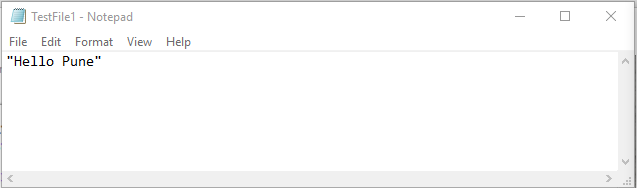 TestFile1 - Notepad
File Edit Format View Help
"Hello Pune"